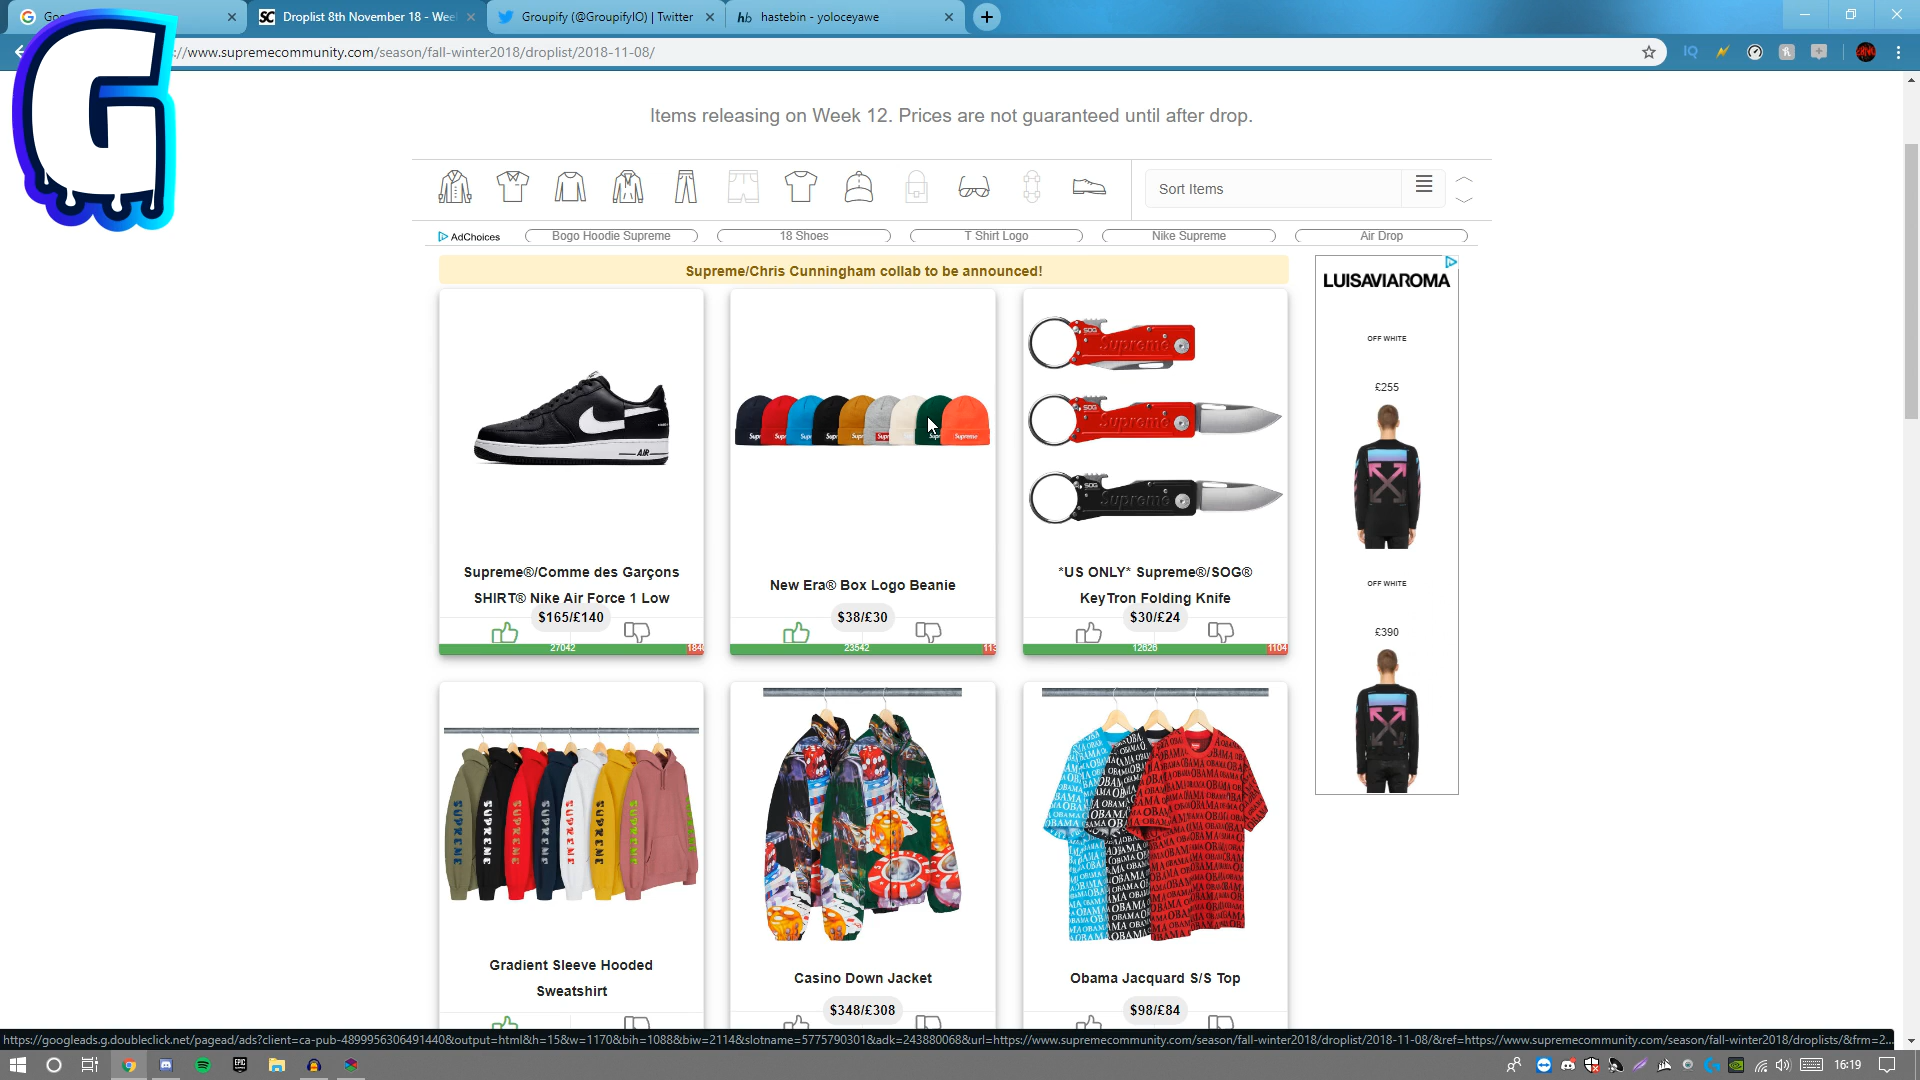 Droplist 8th November 18 - Wee
Groupify (@GroupifyIO) | Twitter
hb hastebin - yoloceyawe
://www.supremecommunity.com/season/fall-winter2018/droplist/2018-11-08/
G
Items releasing on Week 12. Prices are not guaranteed until after drop.
Sort Items
AdChoices
Bogo Hoodie Supreme
18 Shoes
T Shirt Logo
Nike Supreme
Air Drop
Supreme/Chris Cunningham collab to be announced!
LUISAVIAROMA
OFF WHITE
£255
OFF WHITE
£390
Supreme®/Comme des Garçons
SHIRT® Nike Air Force 1 Low
$165/£140
27042
New Era® Box Logo Beanie
$38/£30
23542
*US ONLY* Supreme®/SOG®
KeyTron Folding Knife
$30/£24
12626
1104
Gradient Sleeve Hooded
Sweatshirt
Casino Down Jacket
$348/£308
Obama Jacquard S/S Top
$98/£84
https://googleads.g.doubleclick.net/pagead/ads?client=ca-pub-4899956306491440&output=html&h=15&w=1170&bih=1088&biw=2114&slotname=5775790301&adk=243880068&url=https://www.supremecommunity.com/season/fall-winter2018/droplist/2018-11-08/&ref=https://www.supremecommunity.com/season/fall-winter2018/droplists/&frm=2...
16:19